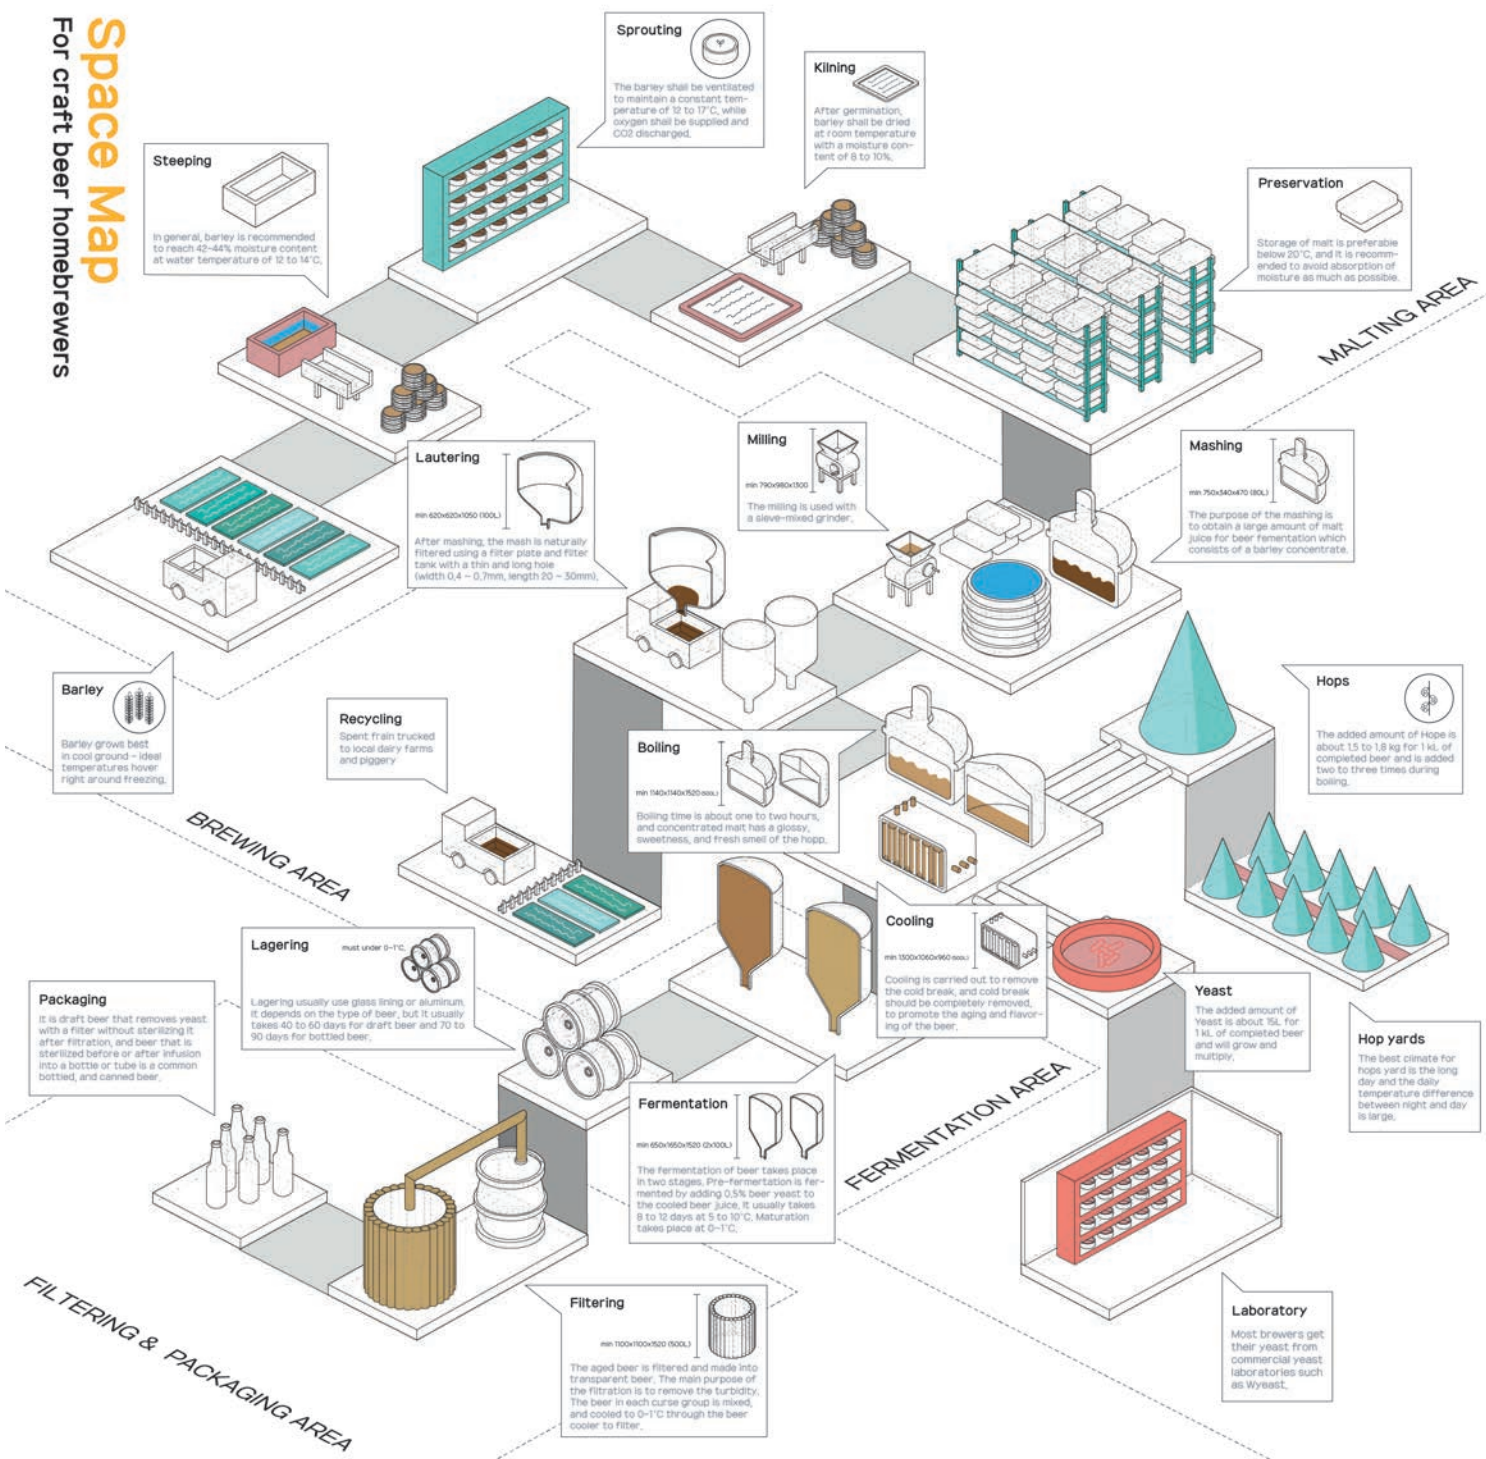 Space Map
For craft beer homebrewers
Steeping
In general, barley is recommended
to reach 42-44% moisture content
at water temperature of 12 to 14°C.
Sprouting
The barley shall be ventilated
to maintain a constant tem-
perature of 12 to 17°C, while
oxygen shall be supplied and
CO2 discharged.
Kilning
After germination,
barley shall be dried
at room temperature
with a moisture con-
tent of 8 to 10%.
Preservation
Storage of malt is preferable
below 20°C, and it is recomm-
ended to avoid absorption of
moisture as much as possible.
MALTING AREA
Lautering
min 620x620x1050 (100L)
After mashing, the mash is naturally
filtered using a filter plate and filter
tank with a thin and long hole
(width 0.4 ~ 0.7mm, length 20 ~ 30mm).
Milling
min 790x980x1300
The milling is used with
a sieve-mixed grinder.
Mashing
min 750x340x470 (80L)
The purpose of the mashing is
to obtain a large amount of malt
juice for beer fementation which
consists of a barley concentrate.
Barley
Barley grows best
in cool ground – ideal
temperatures hover
right around freezing.
Recycling
Spent frain trucked
to local dairy farms
and piggery
Boiling
min 1140x1140x1520 (500L)
Boiling time is about one to two hours,
and concentrated malt has a glossy,
sweetness, and fresh smell of the hopp.
Hops
The added amount of Hope is
about 1.5 to 1.8 kg for 1 kL of
completed beer and is added
two to three times during
boiling.
BREWING AREA
Lagering
must under 0~1°C.
Lagering usually use glass lining or aluminum.
It depends on the type of beer, but it usually
takes 40 to 60 days for draft beer and 70 to
90 days for bottled beer.
Cooling
min 1300x1060x960 (500L)
Cooling is carried out to remove
the cold break, and cold break
should be completely removed,
to promote the aging and flavor-
ing of the beer.
Yeast
The added amount of
Yeast is about 15L for
1 kL of completed beer
and will grow and
multiply.
Hop yards
The best climate for
hops yard is the long
day and the daily
temperature difference
between night and day
is large.
Packaging
It is draft beer that removes yeast
with a filter without sterilizing it
after filtration, and beer that is
sterilized before or after infusion
into a bottle or tube is a common
bottled, and canned beer.
Fermentation
min 650x1650x1520 (2x100L)
The fermentation of beer takes place
in two stages. Pre-fermertation is fer-
mented by adding 0.5% beer yeast to
the cooled beer juice. It usually takes
8 to 12 days at 5 to 10°C. Maturation
takes place at 0~1°C.
FERMENTATION AREA
Filtering
min 1100x1100x1520 (500L)
The aged beer is filtered and made into
transparent beer. The main purpose of
the filtration is to remove the turbidity.
The beer in each curse group is mixed,
and cooled to 0~1°C through the beer
cooler to filter.
Laboratory
Most brewers get
their yeast from
commercial yeast
laboratories such
as Wyeast.
FILTERING & PACKAGING AREA